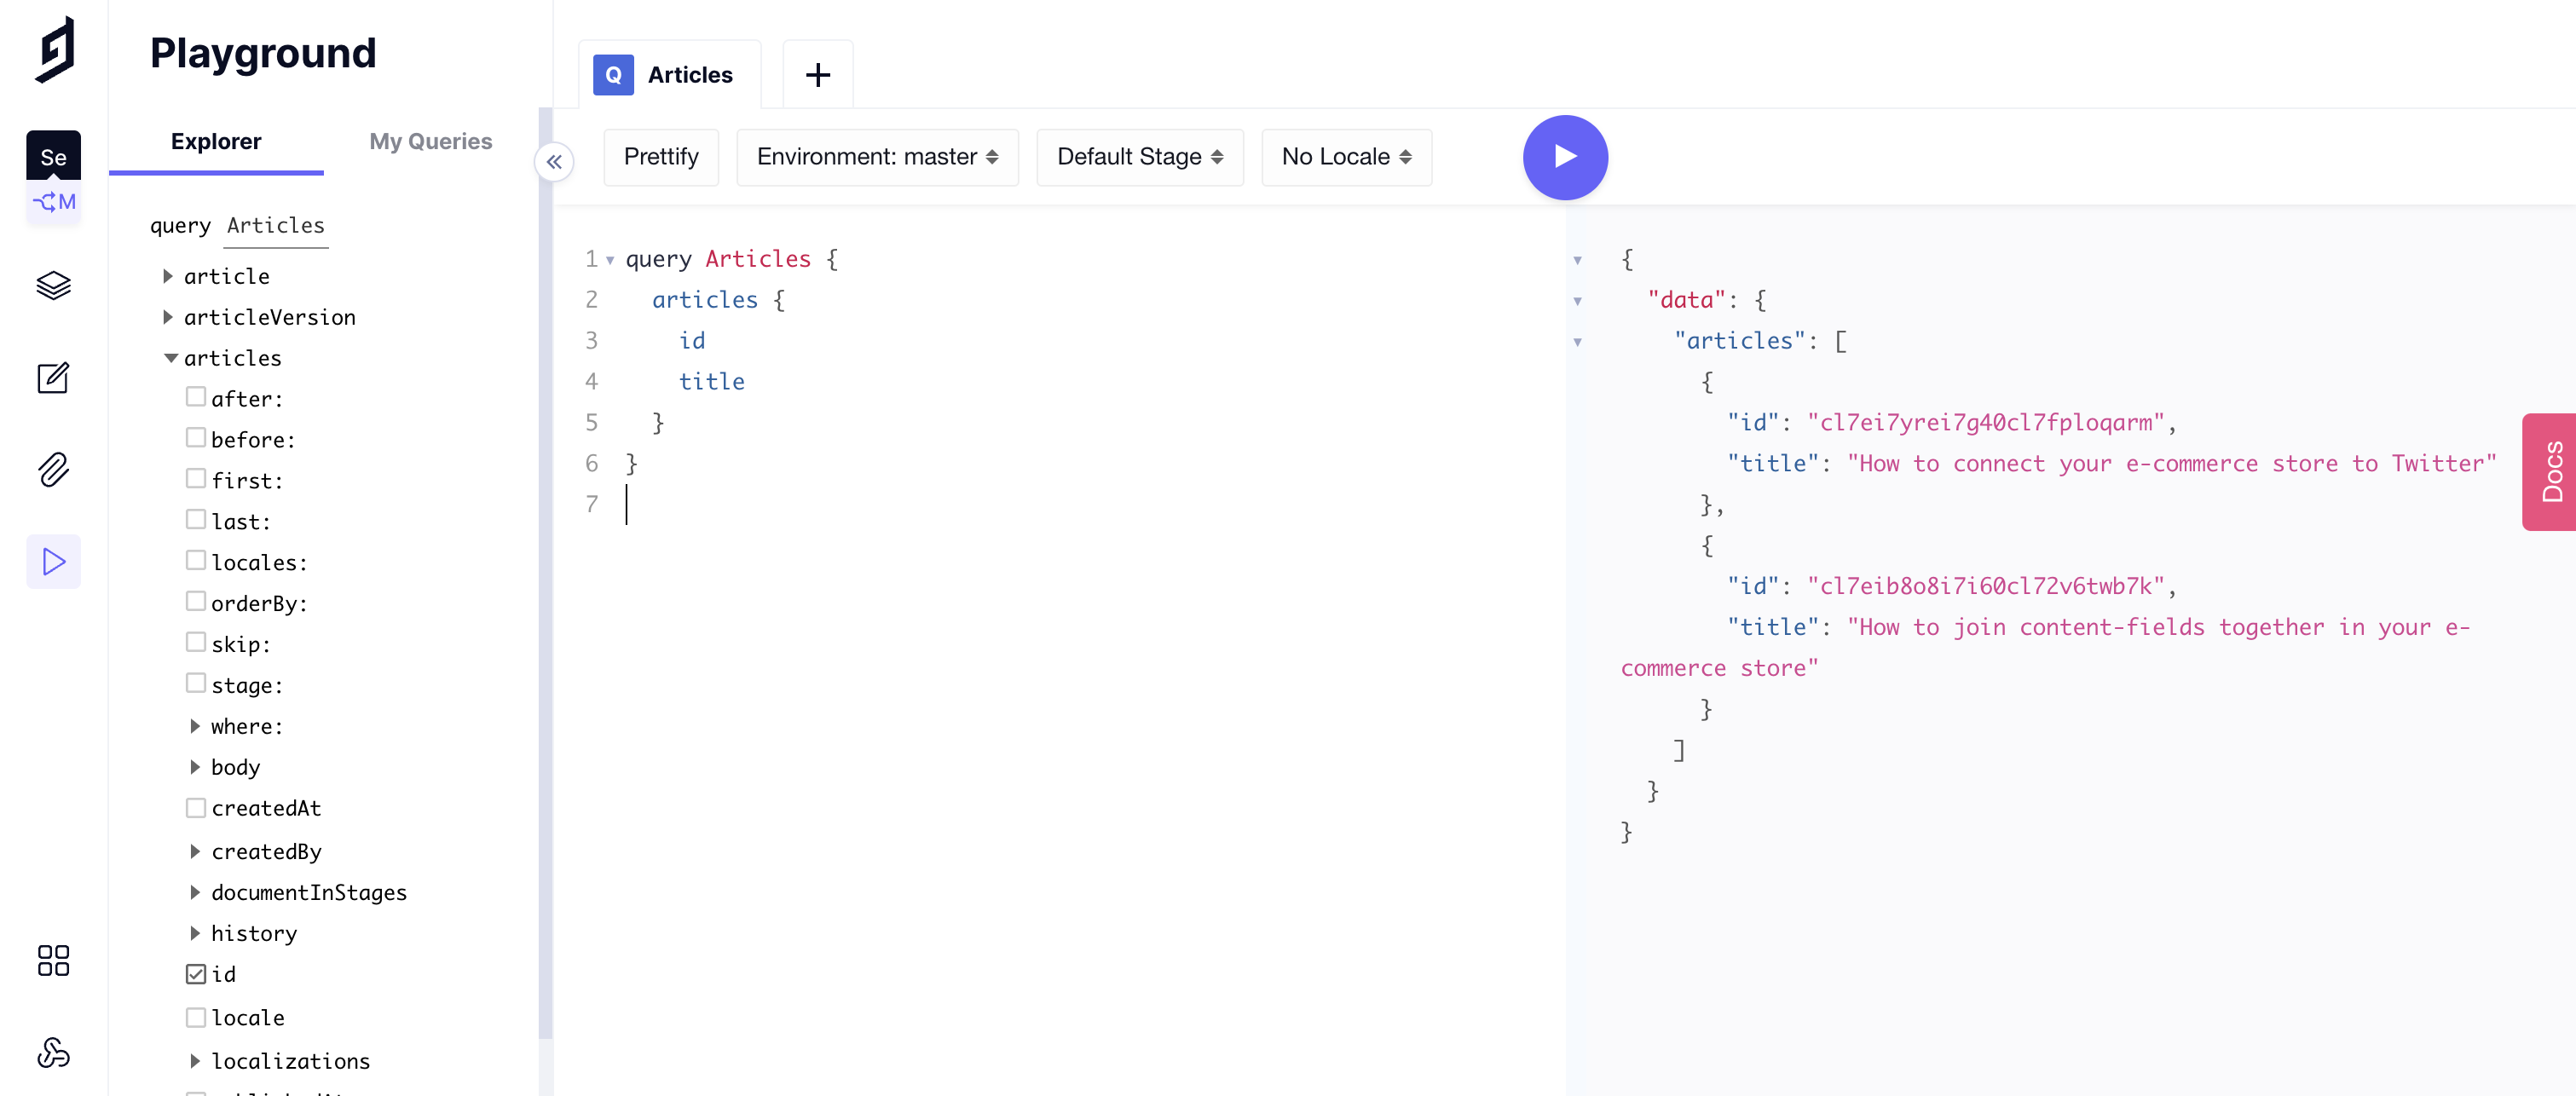 Playground
Se
M
Explorer
My Queries
query Articles
article
articleVersion
articles
after:
before:
first:
last:
locales:
orderBy:
skip:
stage:
where:
body
createdAt
createdBy
documentInStages
history
id
locale
localizations
Q Articles +
Prettify
Environment: master
Default Stage
No Locale
1 query Articles {
2 articles {
3 id
4 title
5 }
6 }
7
{
"data": {
"articles": [
{
"id": "cl7ei7yrei7g40cl7fploqarm",
"title": "How to connect your e-commerce store to Twitter"
},
{
"id": "cl7eib8o8i7i60cl72v6twb7k",
"title": "How to join content-fields together in your e-
commerce store"
}
]
}
}
Docs